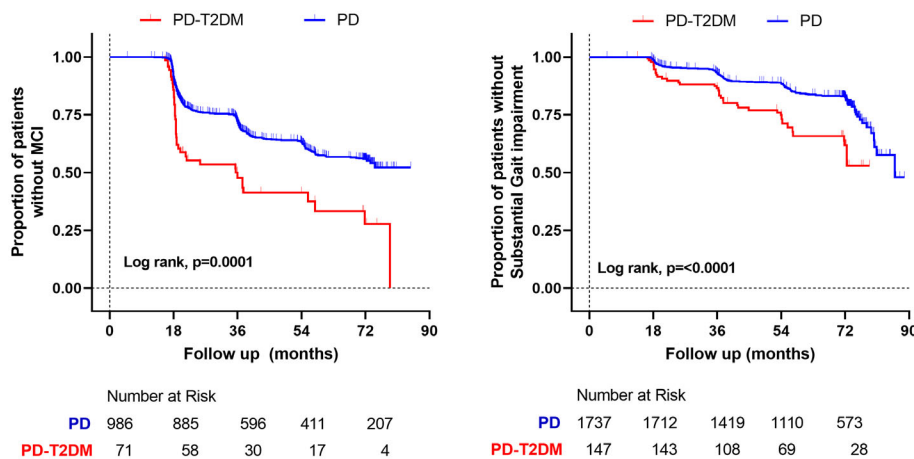 PD-T2DM PD
Proportion of patients
without MCI
1.00
0.75
0.50
0.25
0.00
Log rank, p=0.0001
0 18 36 54 72 90
Follow up (months)
Number at Risk
PD 986 885 596 411 207
PD-T2DM 71 58 30 17 4
PD-T2DM PD
Proportion of patients without
Substantial Gait impairment
1.00
0.75
0.50
0.25
0.00
Log rank, p=<0.0001
0 18 36 54 72 90
Follow up (months)
Number at Risk
PD 1737 1712 1419 1110 573
PD-T2DM 147 143 108 69 28